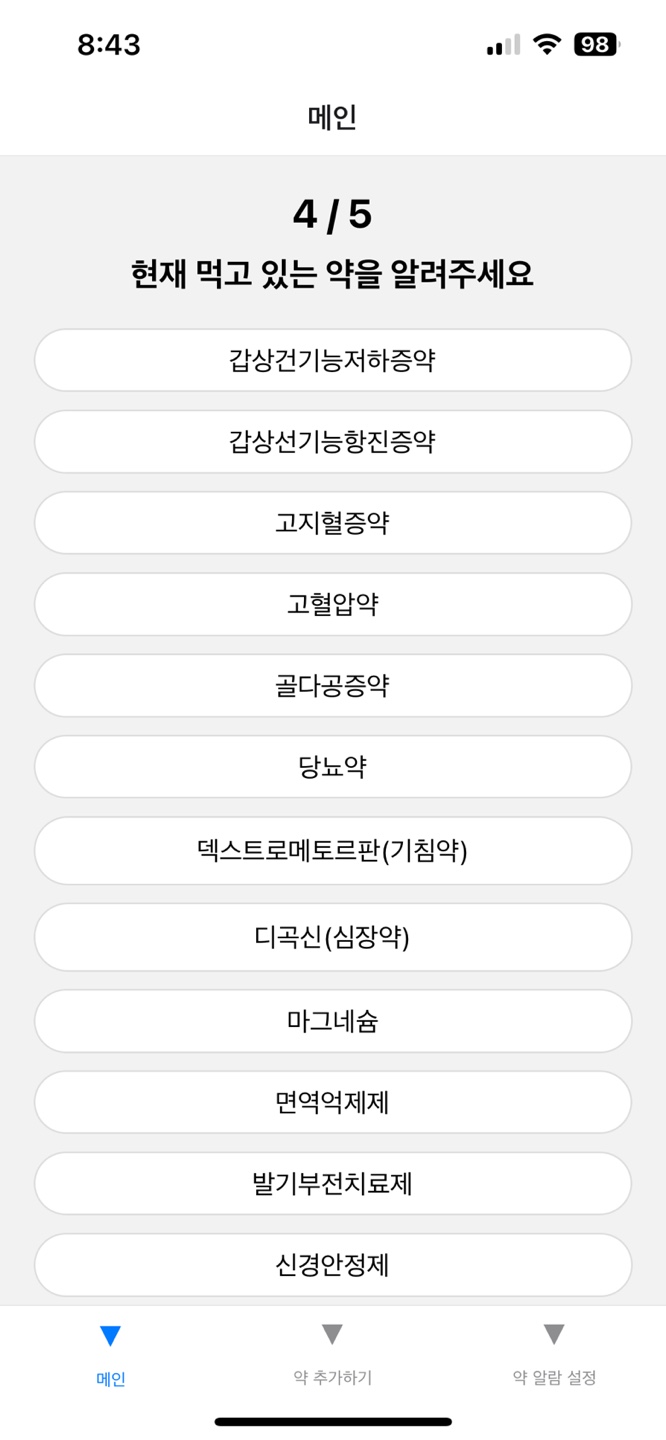 8:43
98
메인
4 / 5
현재 먹고 있는 약을 알려주세요
갑상건기능저하증약
갑상선기능항진증약
고지혈증약
고혈압약
골다공증약
당뇨약
덱스트로메토르판(기침약)
디곡신(심장약)
마그네슘
면역억제제
발기부전치료제
신경안정제
메인
약 추가하기
약 알람 설정